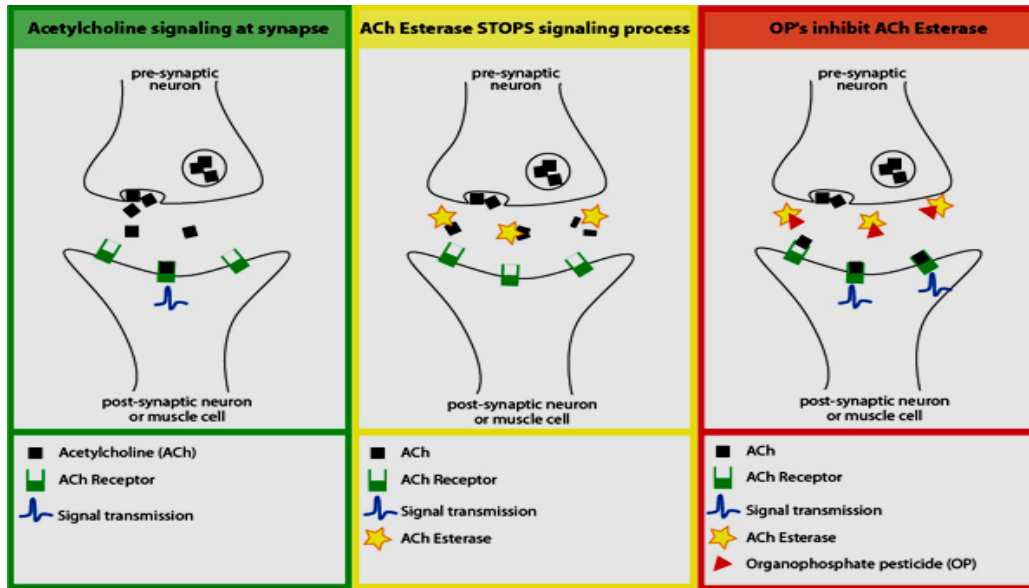 Acetylcholine signaling at synapse
pre-synaptic
neuron
post-synaptic neuron
or muscle cell
Acetylcholine (ACh)
ACh Receptor
Signal transmission
ACh Esterase STOPS signaling process
pre-synaptic
neuron
post-synaptic neuron
or muscle cell
ACh
ACh Receptor
Signal transmission
ACh Esterase
OP's inhibit ACh Esterase
pre-synaptic
neuron
post-synaptic neuron
or muscle cell
ACh
ACh Receptor
Signal transmission
ACh Esterase
Organophosphate pesticide (OP)